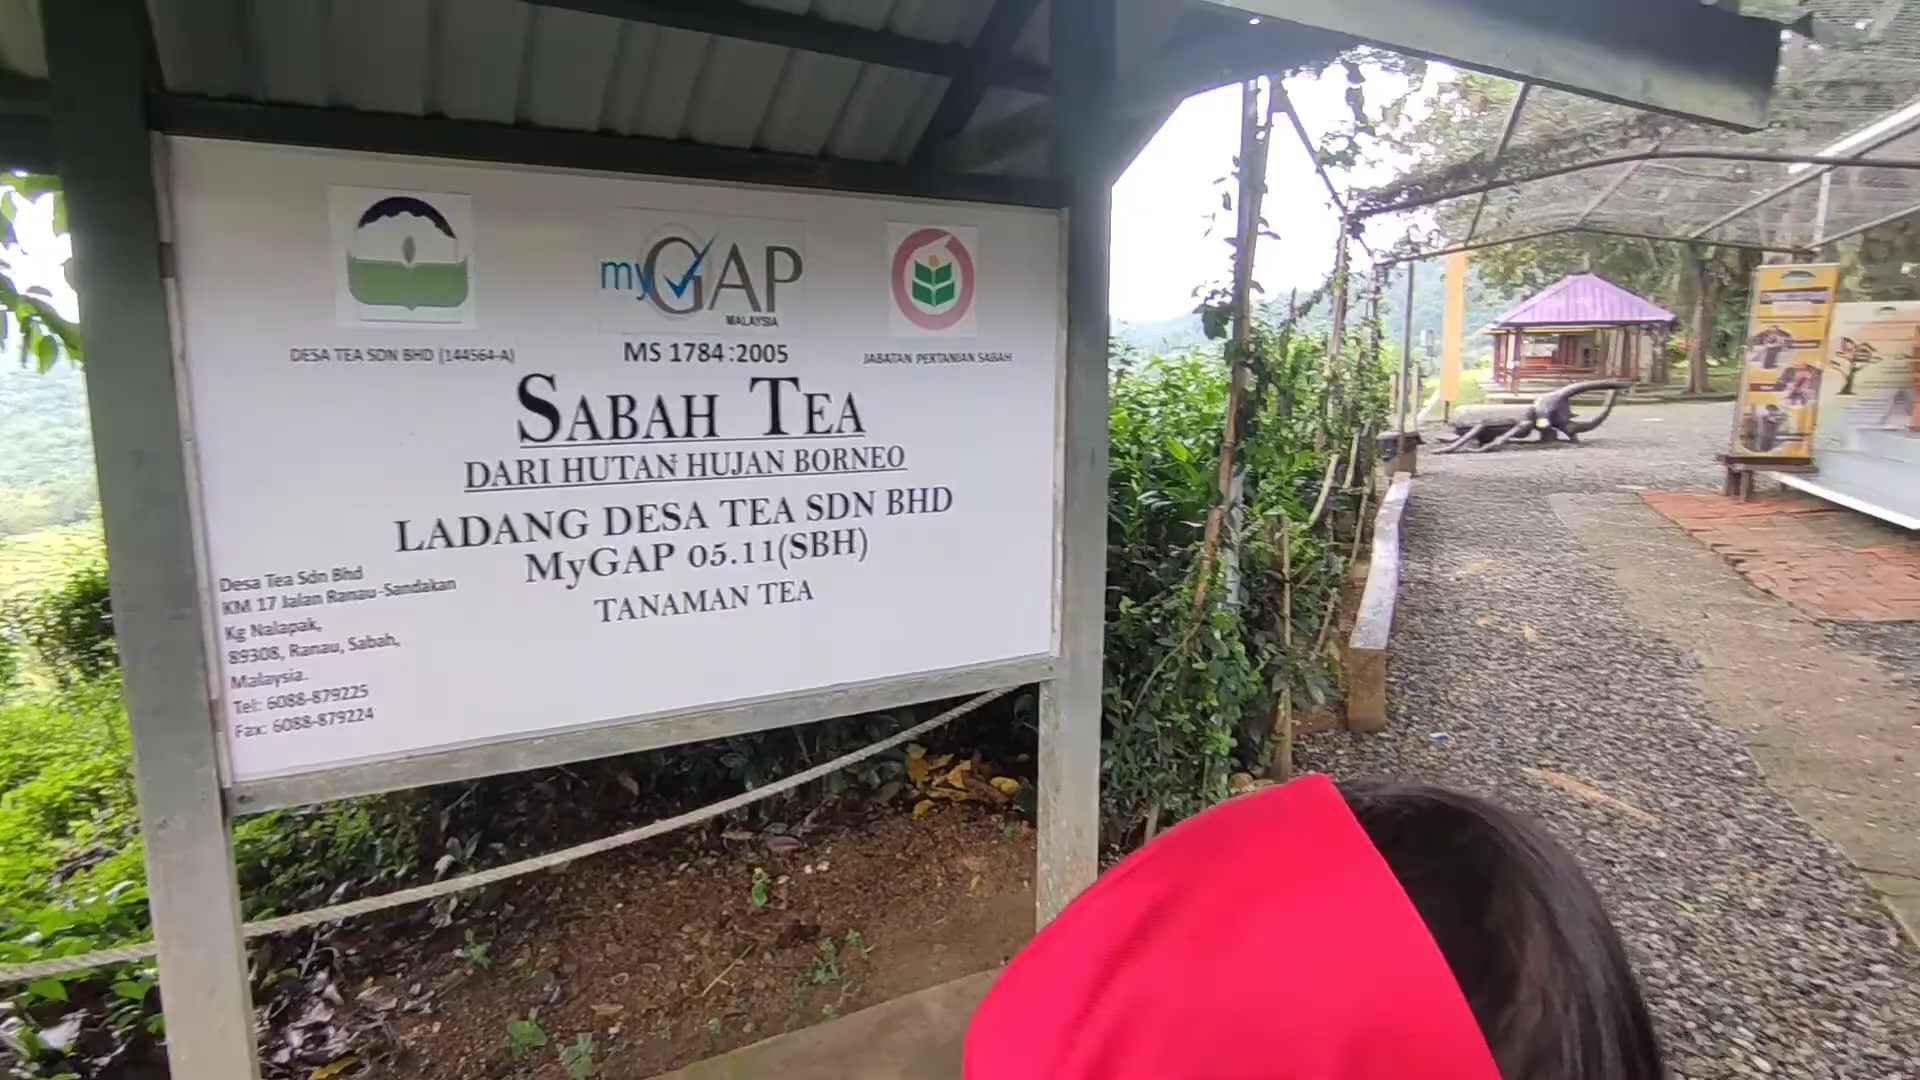 myGAP
MALAYSIA
DESA TEA SDN BHD (144564-A)
MS 1784:2005
JABATAN PERTANIAN SABAH
SABAH TEA
DARI HUTAN HUJAN BORNEO
LADANG DESA TEA SDN BHD
MyGAP 05.11(SBH)
TANAMAN TEA
Desa Tea Sdn Bhd
KM 17 Jalan Ranau-Sandakan
Kg Nalapak,
89308, Ranau, Sabah,
Malaysia.
Tel: 6088-879225
Fax: 6088-879224